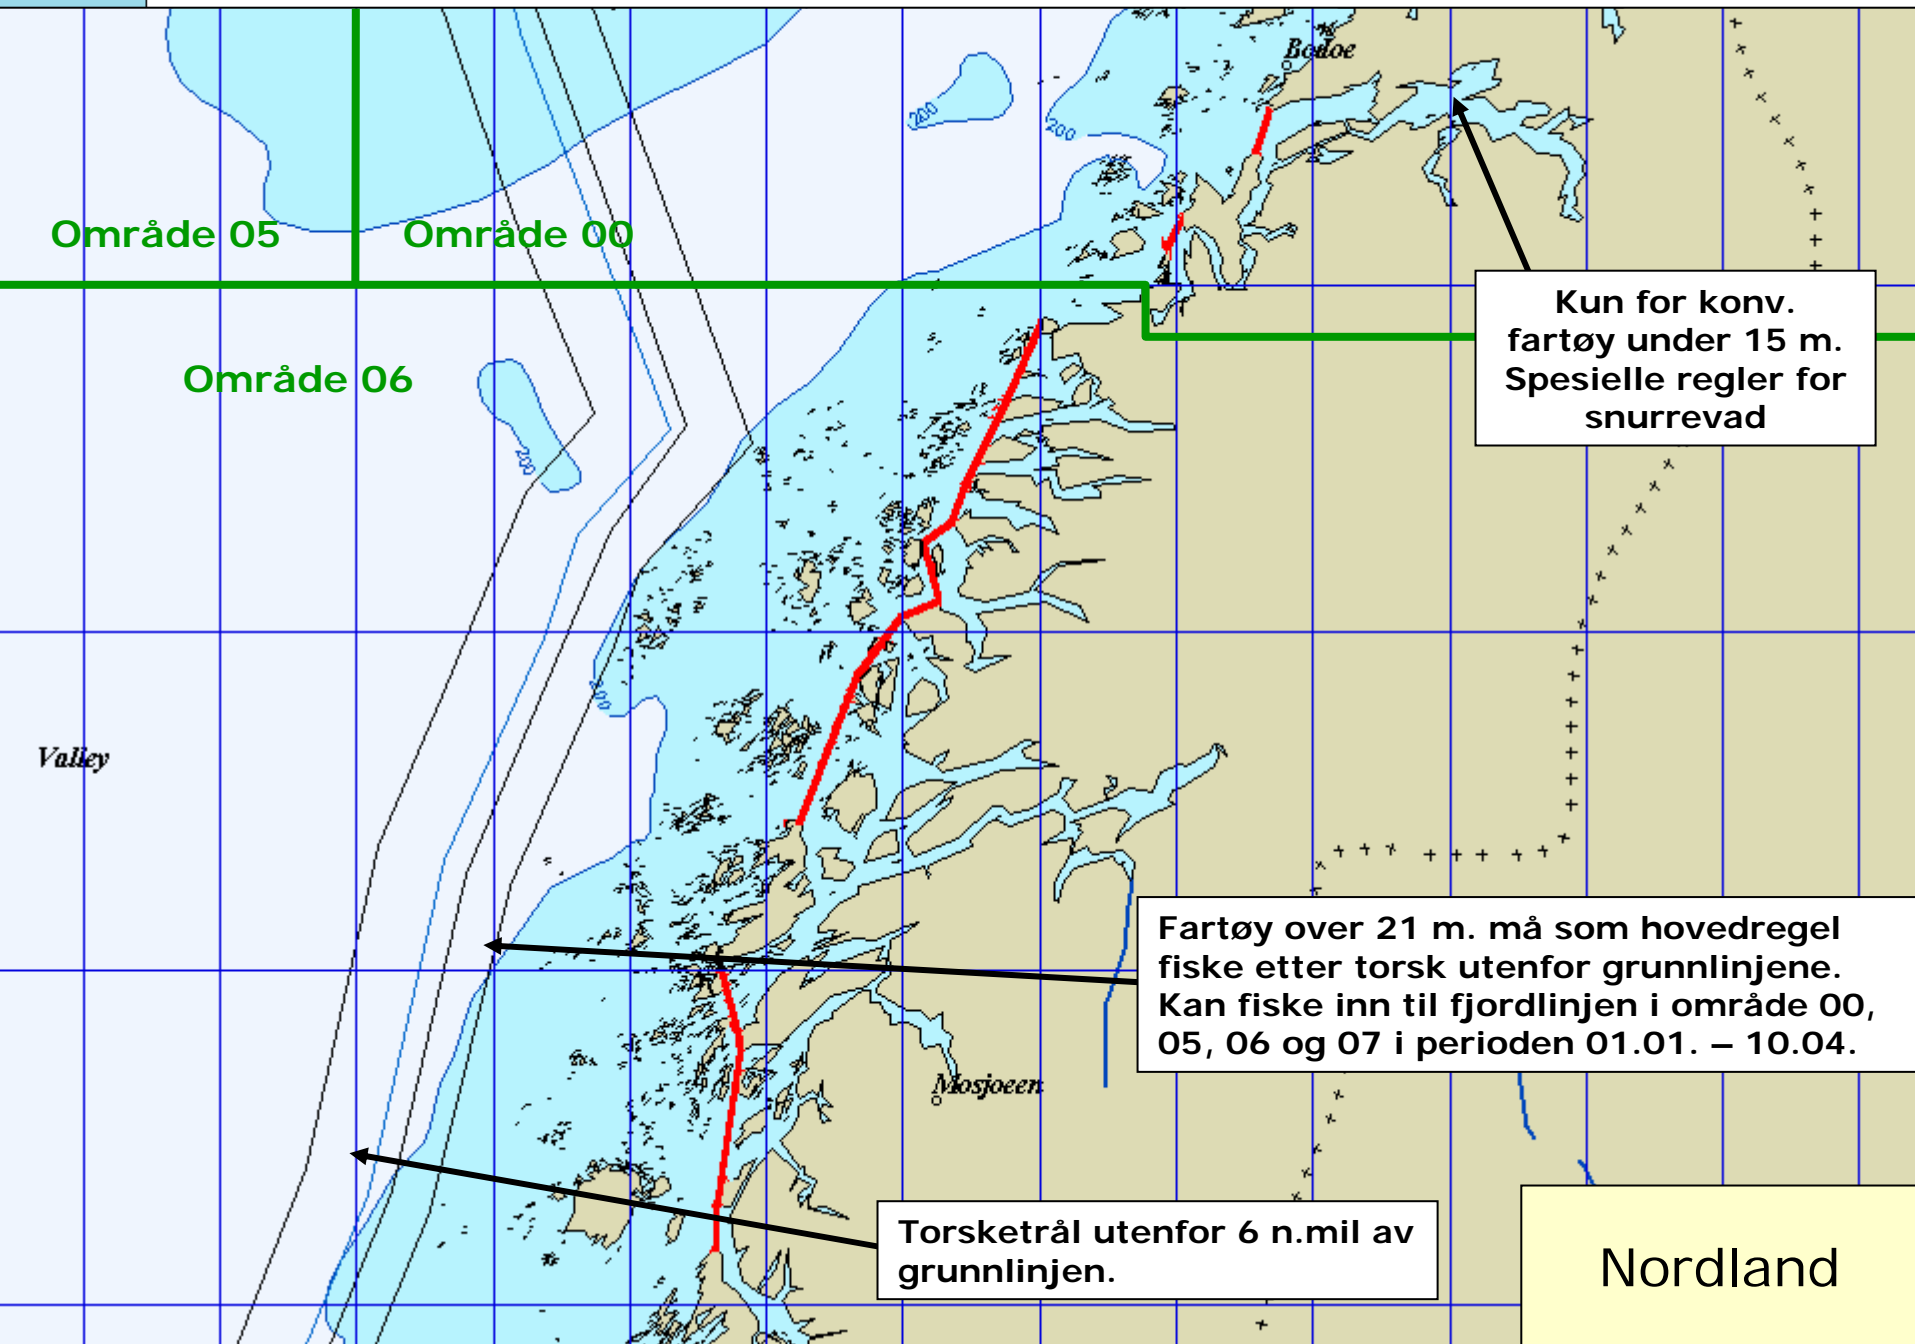 Bodoe
200
200
Område 05
Område 00
Kun for konv.
fartøy under 15 m.
Spesielle regler for
snurrevad
Område 06
200
200
Valley
Fartøy over 21 m. må som hovedregel
fiske etter torsk utenfor grunnlinjene.
Kan fiske inn til fjordlinjen i område 00,
05, 06 og 07 i perioden 01.01. – 10.04.
Mosjoeen
Torsketrål utenfor 6 n.mil av
grunnlinjen.
Nordland